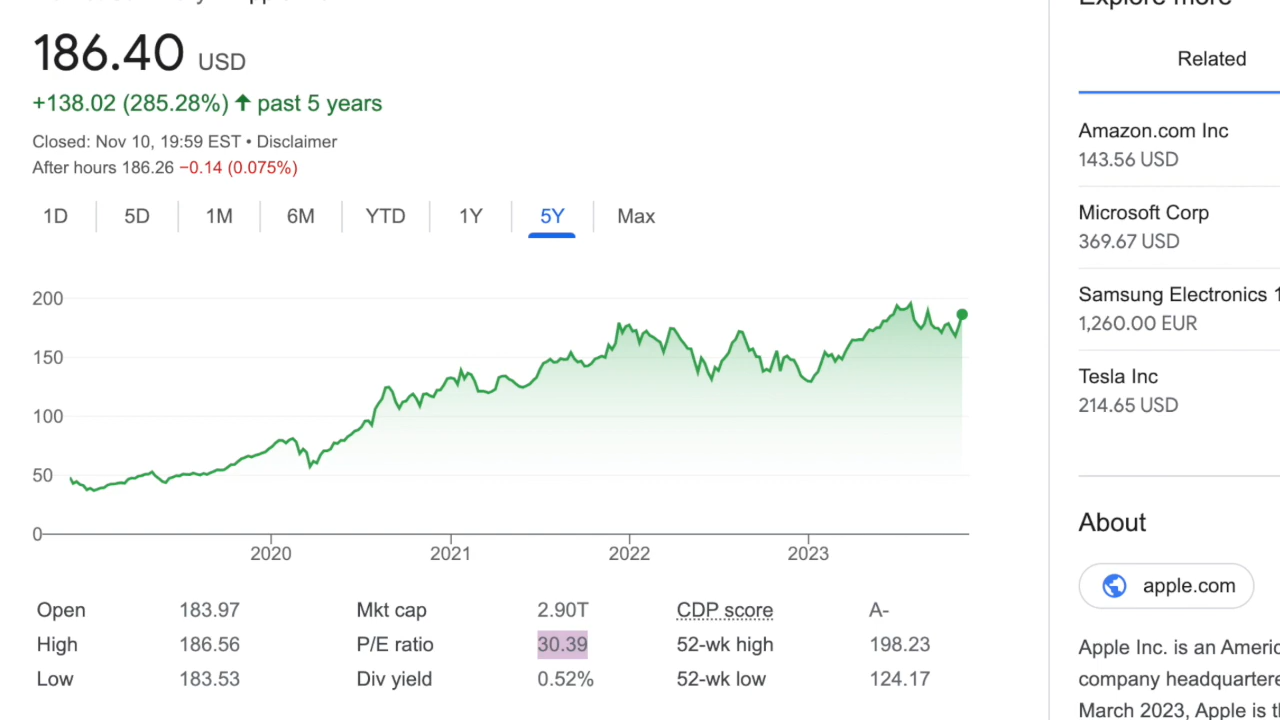 186.40 USD
+138.02 (285.28%) ↑ past 5 years
Closed: Nov 10, 19:59 EST • Disclaimer
After hours 186.26 −0.14 (0.075%)
1D 5D 1M 6M YTD 1Y 5Y Max
200
150
100
50
0
2020 2021 2022 2023
Open 183.97 Mkt cap 2.90T CDP score A-
High 186.56 P/E ratio 30.39 52-wk high 198.23
Low 183.53 Div yield 0.52% 52-wk low 124.17
Explore more
Related
Amazon.com Inc
143.56 USD
Microsoft Corp
369.67 USD
Samsung Electronics
1,260.00 EUR
Tesla Inc
214.65 USD
About
apple.com
Apple Inc. is an Americ
company headquartere
March 2023, Apple is th